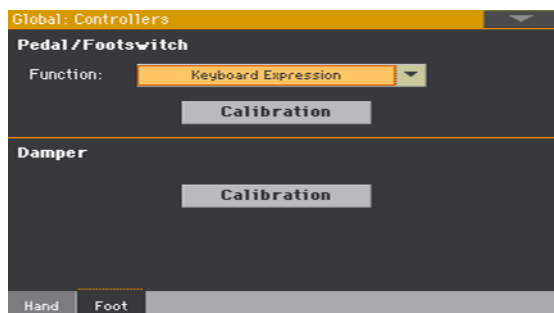 Global: Controllers
Pedal/Footswitch
Function: Keyboard Expression
Calibration
Damper
Calibration
Hand Foot